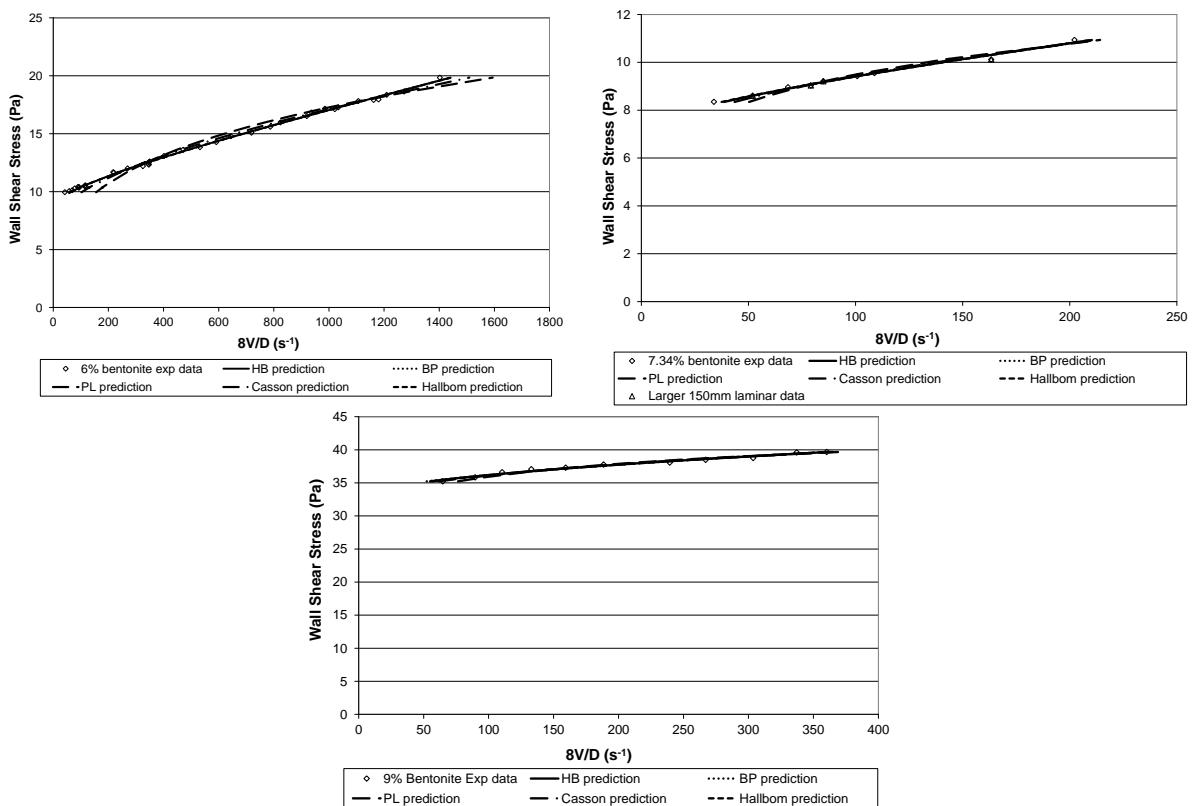 25
20
15
10
5
0
Wall Shear Stress (Pa)
0 200 400 600 800 1000 1200 1400 1600 1800
8V/D (s⁻¹)
6% bentonite exp data HB prediction BP prediction
PL prediction Casson prediction Hallbom prediction
12
10
8
6
4
2
0
Wall Shear Stress (Pa)
0 50 100 150 200 250
8V/D (s⁻¹)
7.34% bentonite exp data HB prediction BP prediction
PL prediction Casson prediction Hallbom prediction
Larger 150mm laminar data
45
40
35
30
25
20
15
10
5
0
Wall Shear Stress (Pa)
0 50 100 150 200 250 300 350 400
8V/D (s⁻¹)
9% Bentonite Exp data HB prediction BP prediction
PL prediction Casson prediction Hallbom prediction